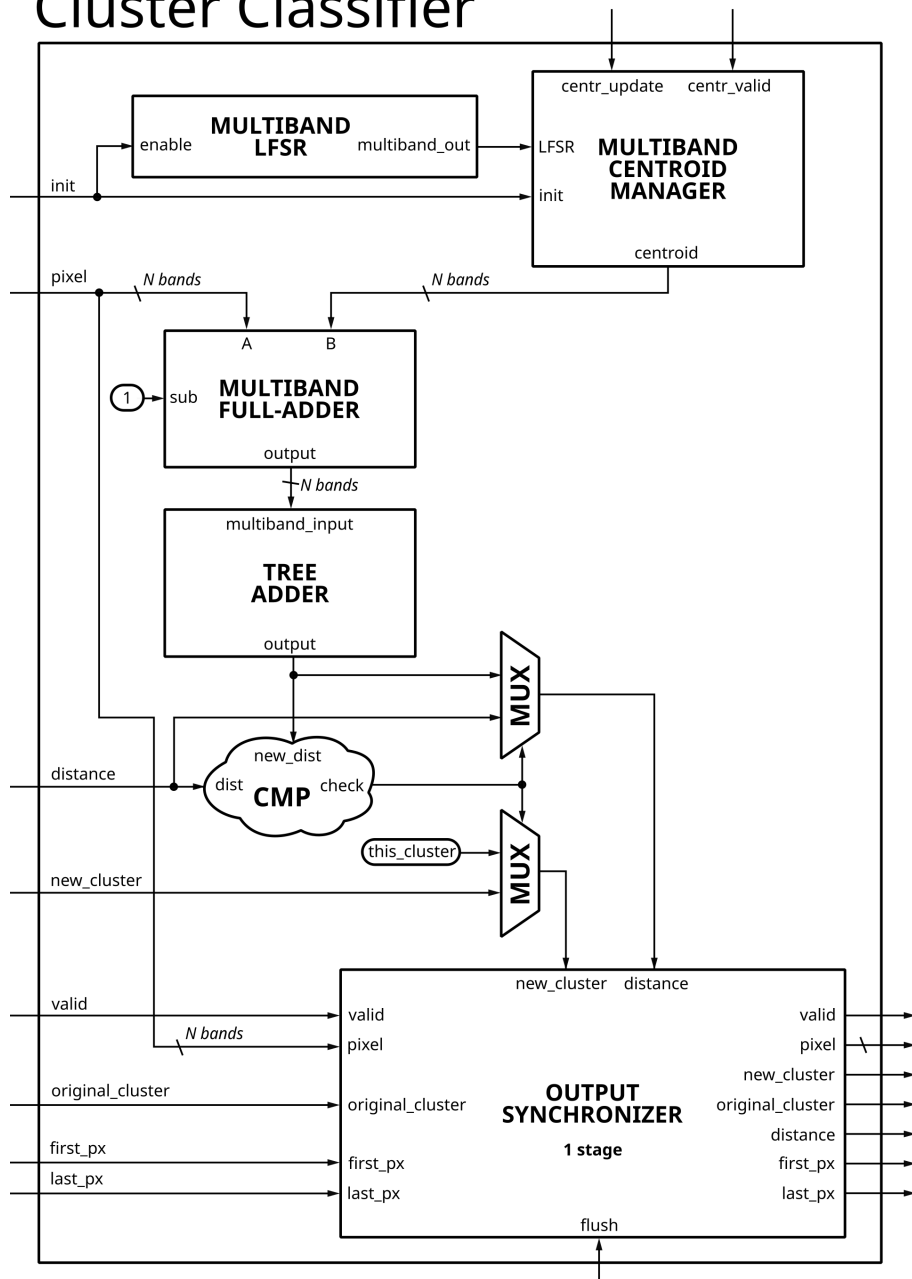 Cluster Classifier
centr_update centr_valid
MULTIBAND
LFSR
enable
multiband_out
LFSR
MULTIBAND
CENTROID
MANAGER
init
init
centroid
pixel
N bands
N bands
A
B
1
sub
MULTIBAND
FULL-ADDER
output
N bands
multiband_input
TREE
ADDER
output
MUX
distance
new_dist
dist
check
CMP
this_cluster
MUX
new_cluster
new_cluster distance
valid
valid
valid
N bands
pixel
pixel
new_cluster
original_cluster
original_cluster
OUTPUT
SYNCHRONIZER
1 stage
original_cluster
distance
first_px
first_px
first_px
last_px
last_px
last_px
flush